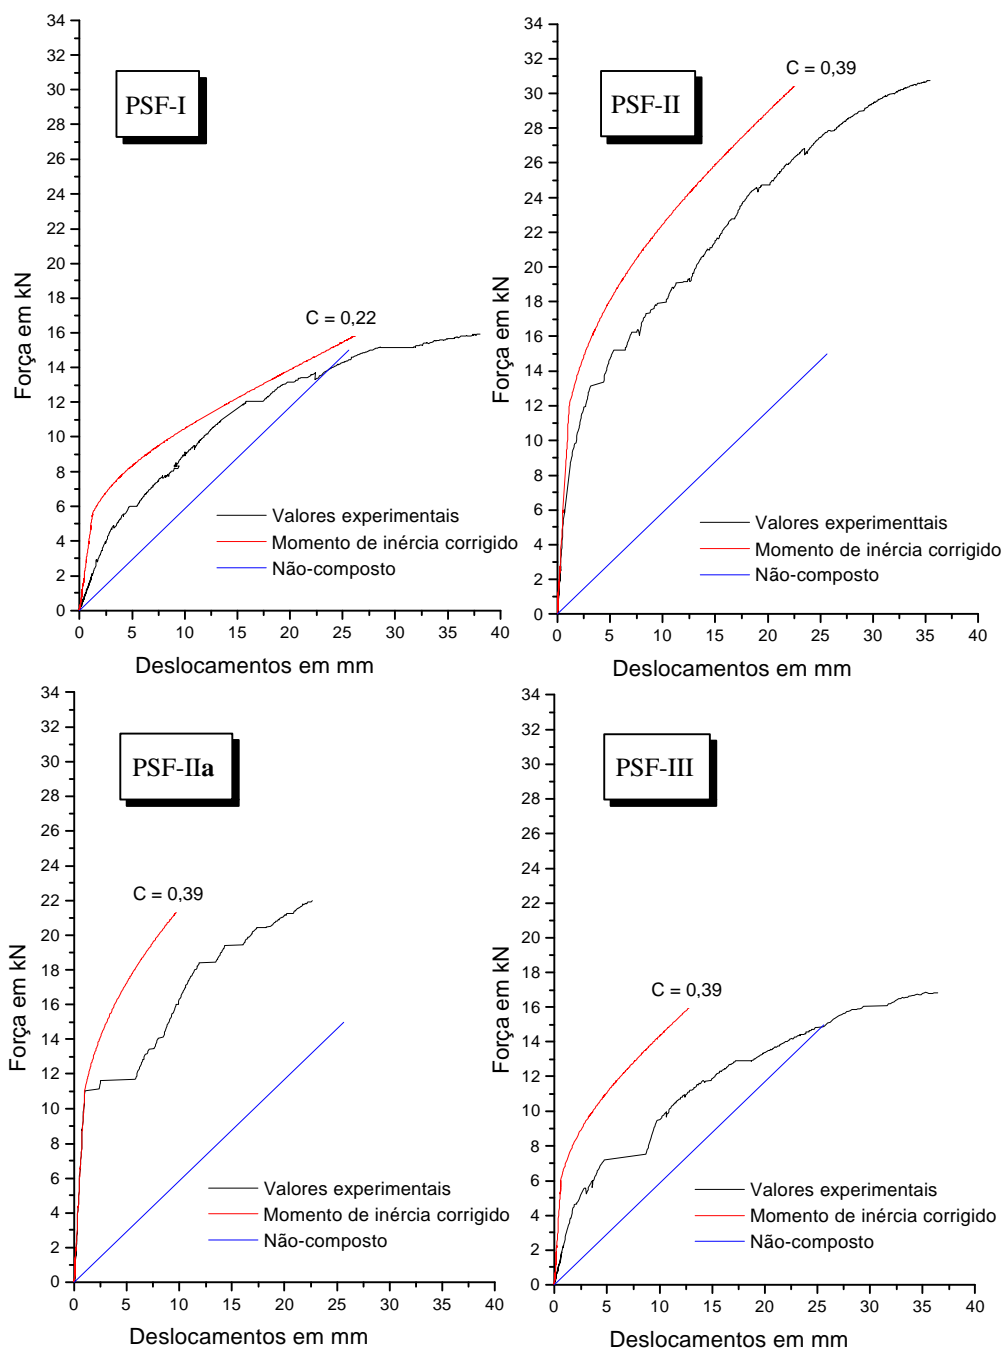 34
32
30
28
26
24
22
20
18
16
14
12
10
8
6
4
2
0
Força em kN
PSF-I
C = 0,22
Valores experimentais
Momento de inércia corrigido
Não-composto
0 5 10 15 20 25 30 35 40
Deslocamentos em mm
34
32
30
28
26
24
22
20
18
16
14
12
10
8
6
4
2
0
Força em kN
PSF-II
C = 0,39
Valores experimenttais
Momento de inércia corrigido
Não-composto
0 5 10 15 20 25 30 35 40
Deslocamentos em mm
34
32
30
28
26
24
22
20
18
16
14
12
10
8
6
4
2
0
Força em kN
PSF-IIa
C = 0,39
Valores experimentais
Momento de inércia corrigido
Não-composto
0 5 10 15 20 25 30 35 40
Deslocamentos em mm
34
32
30
28
26
24
22
20
18
16
14
12
10
8
6
4
2
0
Força em kN
PSF-III
C = 0,39
Valores experimentais
Momento de inércia corrigido
Não-composto
0 5 10 15 20 25 30 35 40
Deslocamentos em mm